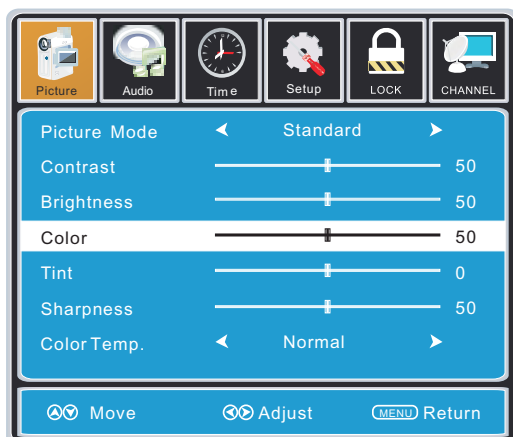 Picture Audio Time Setup LOCK CHANNEL
Picture Mode Standard
Contrast 50
Brightness 50
Color 50
Tint 0
Sharpness 50
Color Temp. Normal
Move Adjust MENU Return